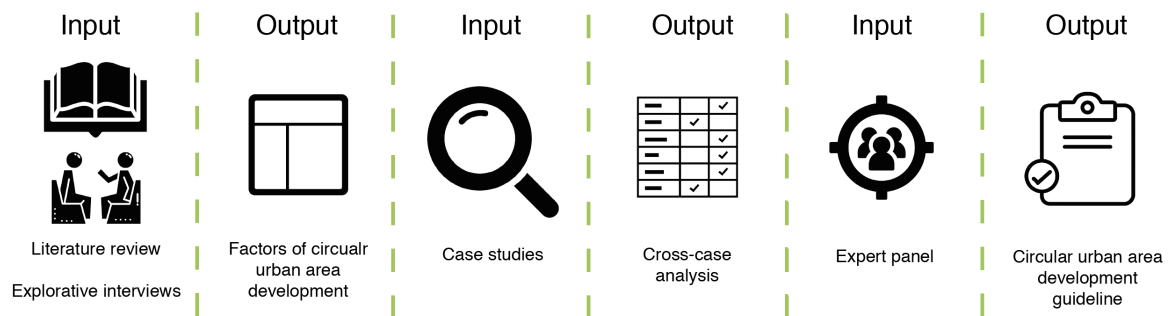 Input
Output
Input
Output
Input
Output
Literature review
Explorative interviews
Factors of circualr
urban area
development
Case studies
Cross-case
analysis
Expert panel
Circular urban area
development
guideline